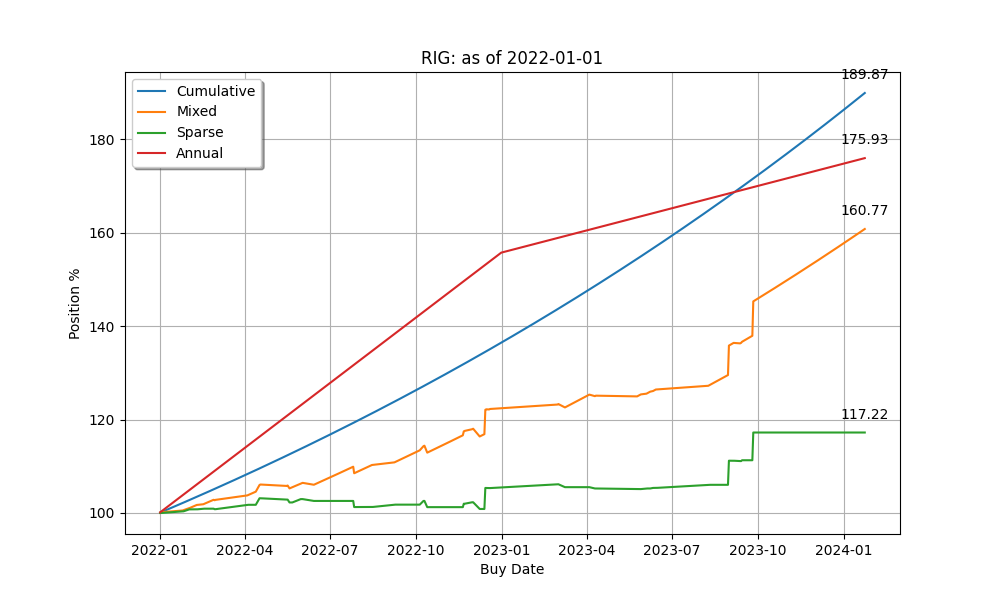 RIG: as of 2022-01-01
Cumulative
Mixed
Sparse
Annual
189.87
175.93
160.77
117.22
Position %
180
160
140
120
100
2022-01 2022-04 2022-07 2022-10 2023-01 2023-04 2023-07 2023-10 2024-01
Buy Date